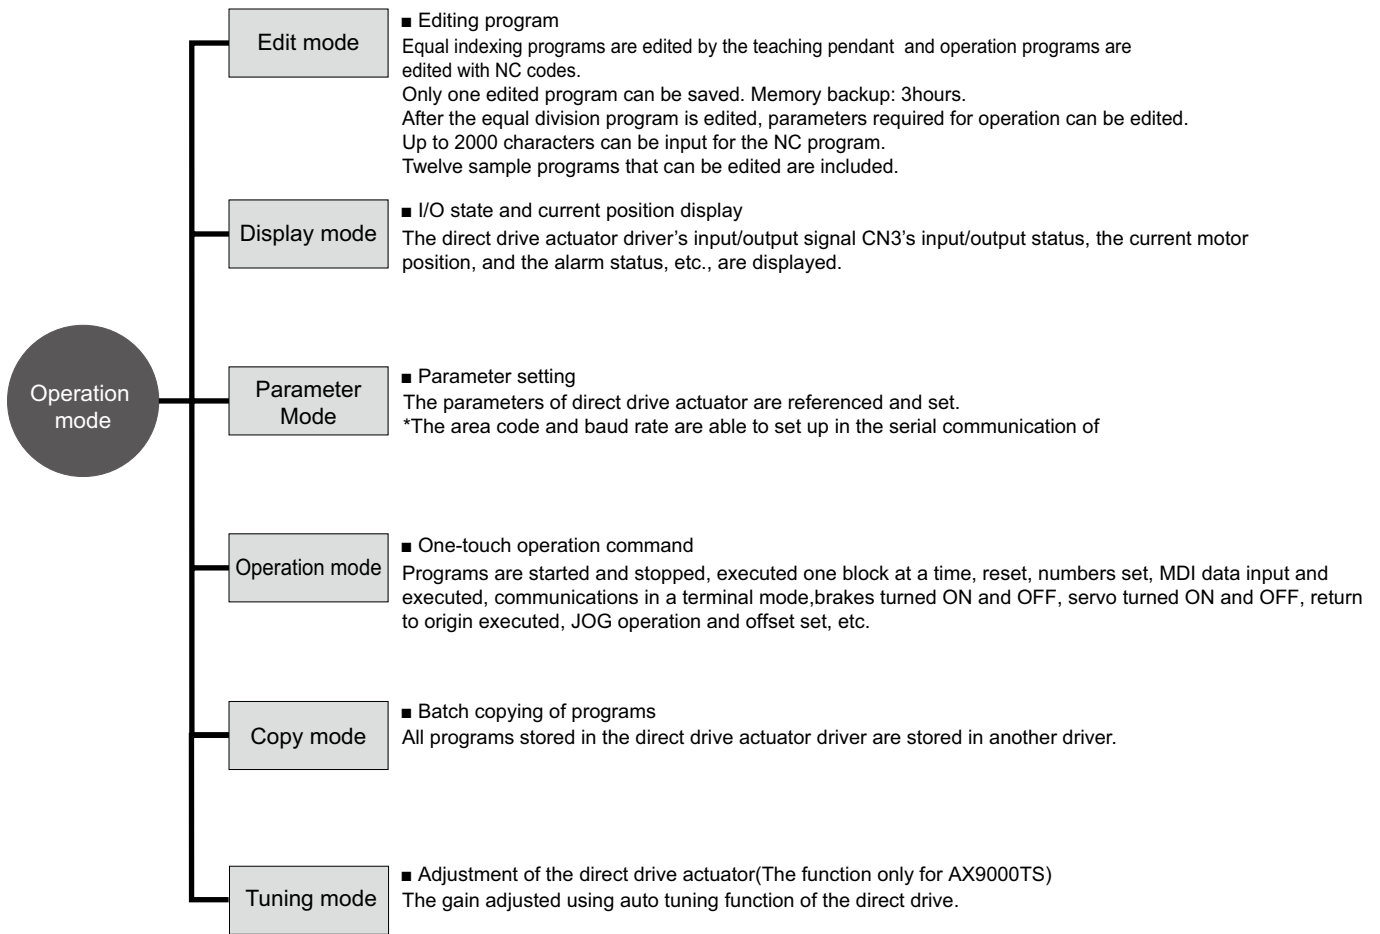 Operation
mode
Edit mode
■ Editing program
Equal indexing programs are edited by the teaching pendant and operation programs are
edited with NC codes.
Only one edited program can be saved. Memory backup: 3hours.
After the equal division program is edited, parameters required for operation can be edited.
Up to 2000 characters can be input for the NC program.
Twelve sample programs that can be edited are included.
Display mode
■ I/O state and current position display
The direct drive actuator driver's input/output signal CN3's input/output status, the current motor
position, and the alarm status, etc., are displayed.
Parameter
Mode
■ Parameter setting
The parameters of direct drive actuator are referenced and set.
*The area code and baud rate are able to set up in the serial communication of
Operation mode
■ One-touch operation command
Programs are started and stopped, executed one block at a time, reset, numbers set, MDI data input and
executed, communications in a terminal mode,brakes turned ON and OFF, servo turned ON and OFF, return
to origin executed, JOG operation and offset set, etc.
Copy mode
■ Batch copying of programs
All programs stored in the direct drive actuator driver are stored in another driver.
Tuning mode
■ Adjustment of the direct drive actuator(The function only for AX9000TS)
The gain adjusted using auto tuning function of the direct drive.